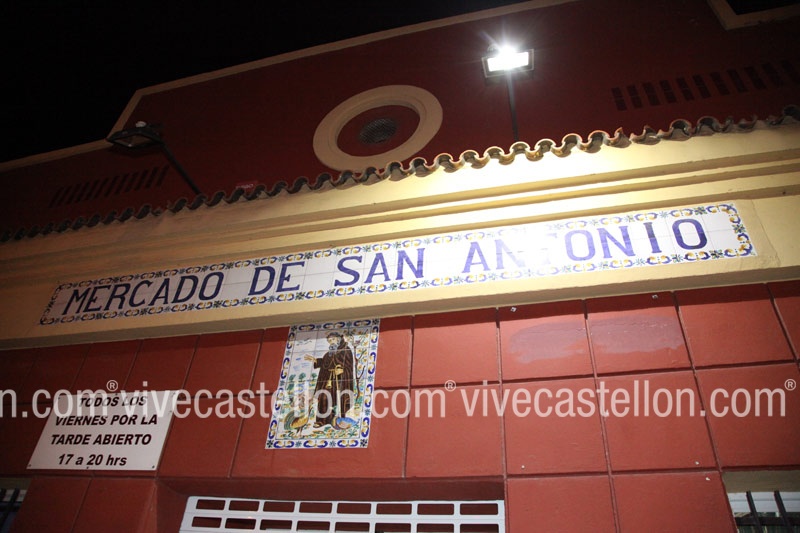 MERCADO DE SAN ANTONIO
TODOS LOS
VIERNES POR LA
TARDE ABIERTO
17 a 20 hrs
n.com® vivecastellon.com® vivecastellon.com